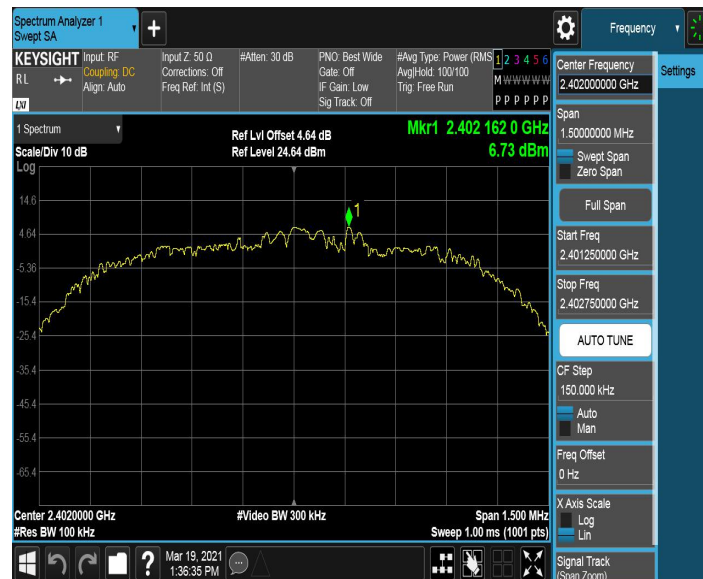 Spectrum Analyzer 1
Swept SA
Frequency
KEYSIGHT
RL
LXI
Input: RF
Coupling: DC
Align: Auto
Input Z: 50 Ω
Corrections: Off
Freq Ref: Int (S)
#Atten: 30 dB
PNO: Best Wide
Gate: Off
IF Gain: Low
Sig Track: Off
#Avg Type: Power (RMS
Avg|Hold: 100/100
Trig: Free Run
1 2 3 4 5 6
M W W W W W
P P P P P P
Center Frequency
2.402000000 GHz
Settings
Span
1.50000000 MHz
Swept Span
Zero Span
Full Span
Start Freq
2.401250000 GHz
Stop Freq
2.402750000 GHz
AUTO TUNE
CF Step
150.000 kHz
Auto
Man
Freq Offset
0 Hz
X Axis Scale
Log
Lin
Signal Track
(Span Zoom)
1 Spectrum
Scale/Div 10 dB
Ref Lvl Offset 4.64 dB
Ref Level 24.64 dBm
Mkr1 2.402 162 0 GHz
6.73 dBm
Log
1
14.6
4.64
-5.36
-15.4
-25.4
-35.4
-45.4
-55.4
-65.4
Center 2.4020000 GHz
#Res BW 100 kHz
#Video BW 300 kHz
Span 1.500 MHz
Sweep 1.00 ms (1001 pts)
?
Mar 19, 2021
1:36:35 PM